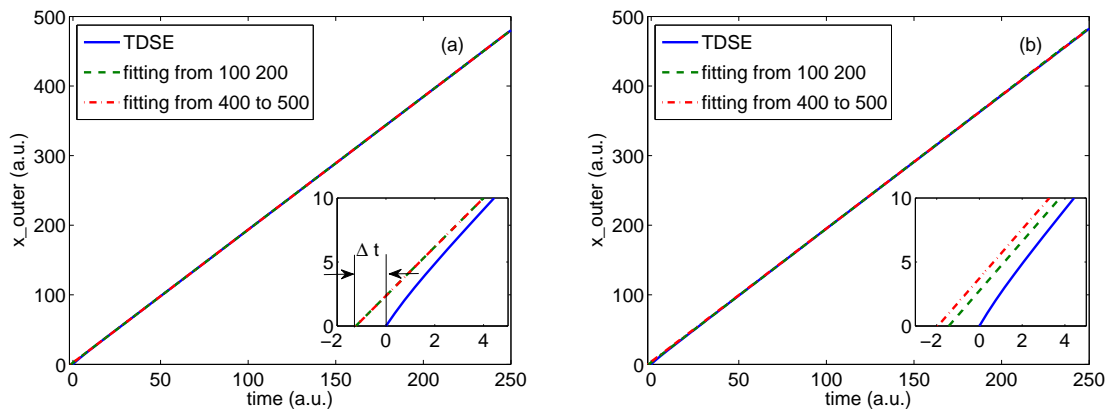 500
400
300
200
100
0
x_outer (a.u.)
TDSE
fitting from 100 200
fitting from 400 to 500
(a)
10
5
0
Δ t
−2 0 2 4
0 50 100 150 200 250
time (a.u.)
500
400
300
200
100
0
x_outer (a.u.)
TDSE
fitting from 100 200
fitting from 400 to 500
(b)
10
5
0
−2 0 2 4
0 50 100 150 200 250
time (a.u.)